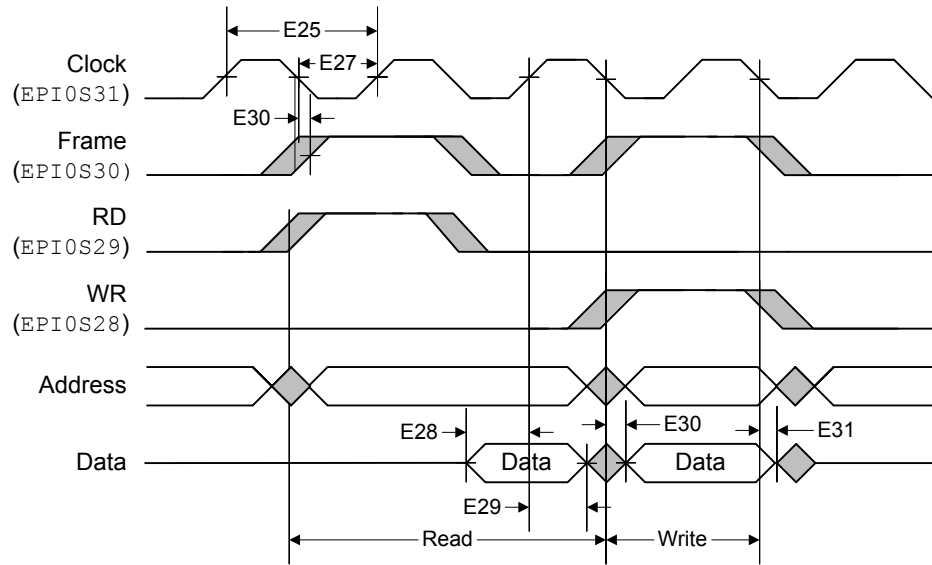 E25
Clock
E27
(EPI0S31)
E30
Frame
(EPI0S30)
RD
(EPI0S29)
WR
(EPI0S28)
Address
E28
E30
E31
Data
Data
Data
E29
Read
Write